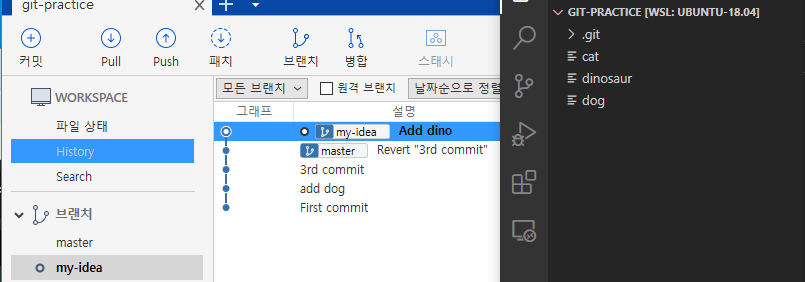 git-practice
커밋
Pull
Push
패치
브랜치
병합
스태시
WORKSPACE
파일 상태
History
Search
브랜치
master
my-idea
모든 브랜치
원격 브랜치
날짜순으로 정렬
그래프
설명
my-idea Add dino
master Revert "3rd commit"
3rd commit
add dog
First commit
GIT-PRACTICE [WSL: UBUNTU-18.04]
.git
cat
dinosaur
dog